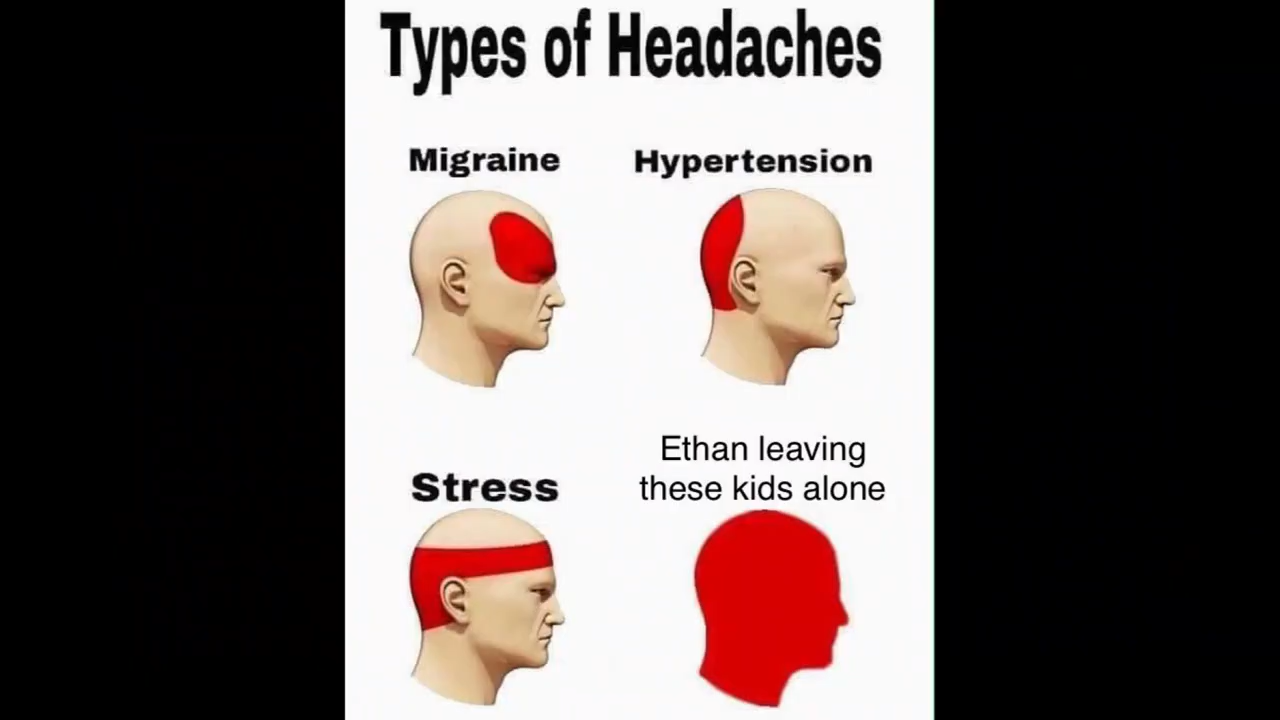 Types of Headaches
Migraine
Hypertension
Stress
Ethan leaving
these kids alone